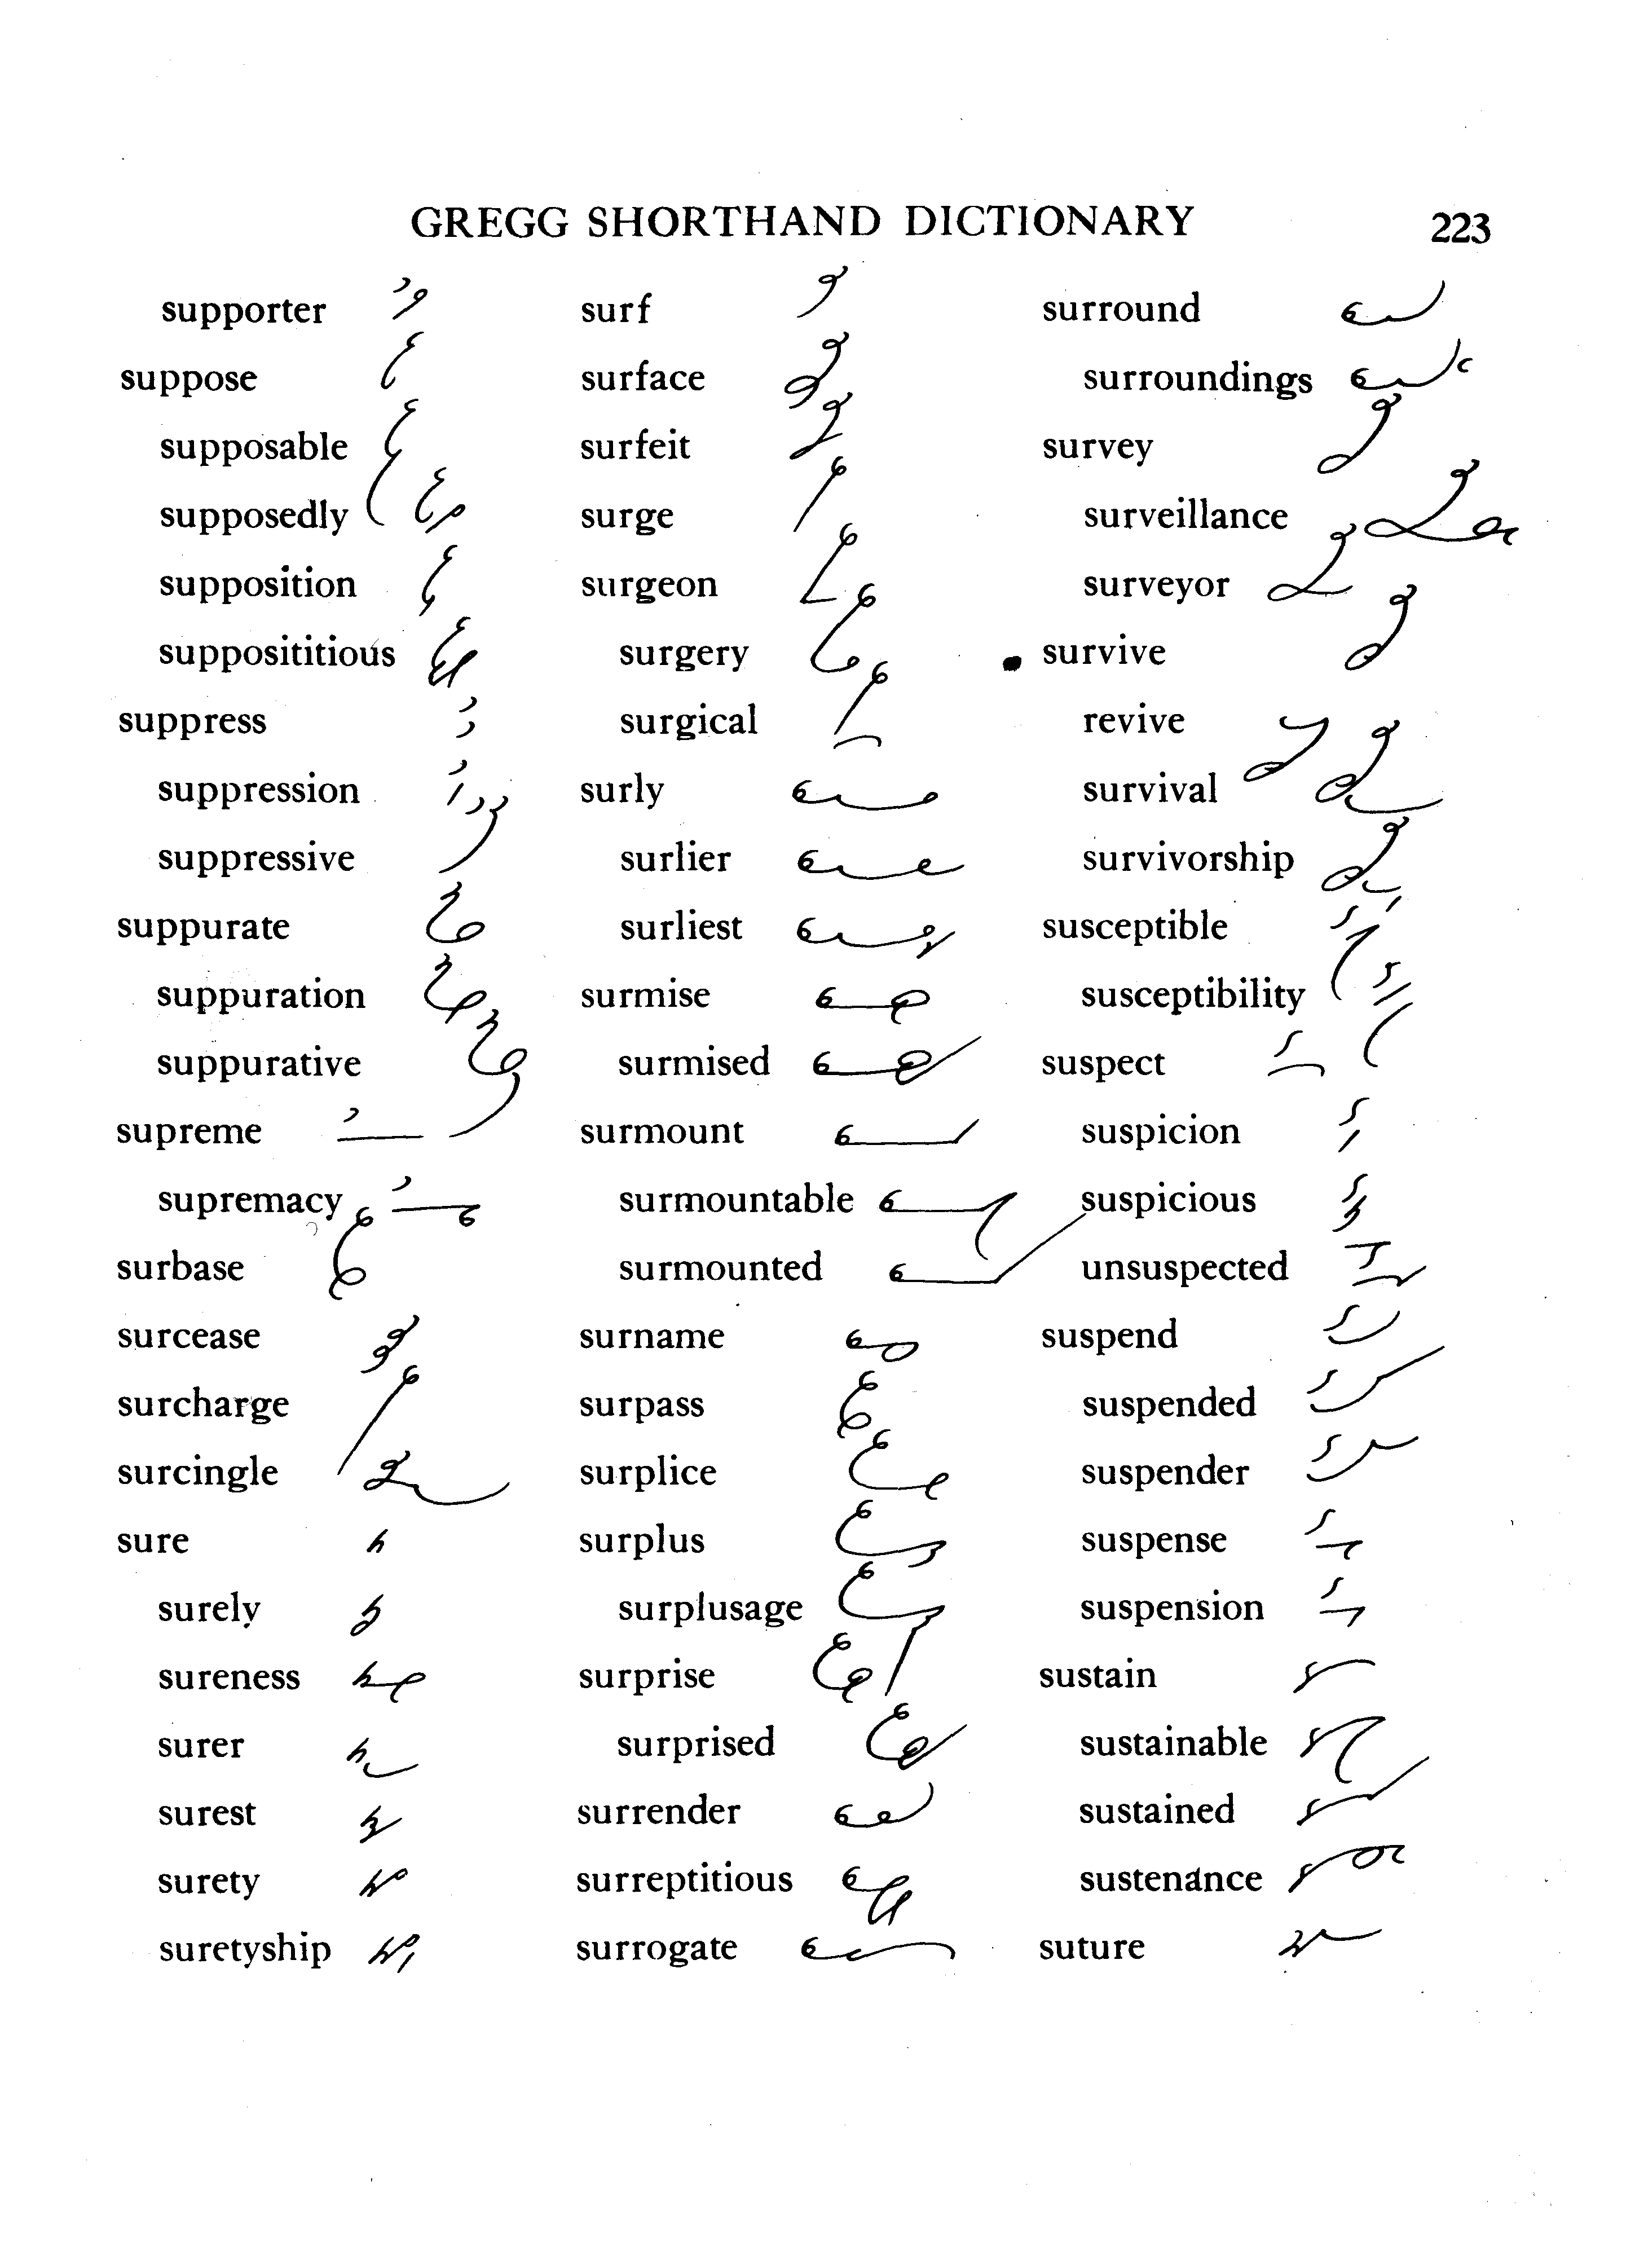 GREGG SHORTHAND DICTIONARY 223
supporter
suppose
supposable
supposedly
supposition
supposititious
suppress
suppression
suppressive
suppurate
suppuration
suppurative
supreme
supremacy
surbase
surcease
surcharge
surcingle
sure
surely
sureness
surer
surest
surety
suretyship
surf
surface
surfeit
surge
surgeon
surgery
surgical
surly
surlier
surliest
surmise
surmised
surmount
surmountable
surmounted
surname
surpass
surplice
surplus
surplusage
surprise
surprised
surrender
surreptitious
surrogate
surround
surroundings
survey
surveillance
surveyor
survive
revive
survival
survivorship
susceptible
susceptibility
suspect
suspicion
suspicious
unsuspected
suspend
suspended
suspender
suspense
suspension
sustain
sustainable
sustained
sustenance
suture